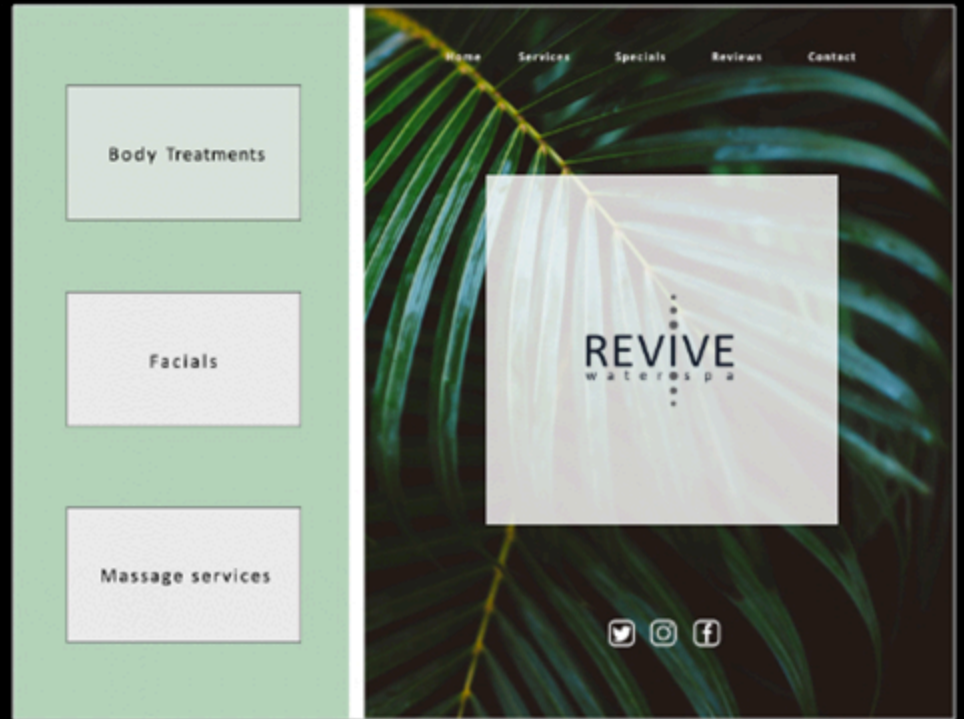 Home Services Specials Reviews Contact
Body Treatments
Facials
Massage services
REVIVE
waterspa